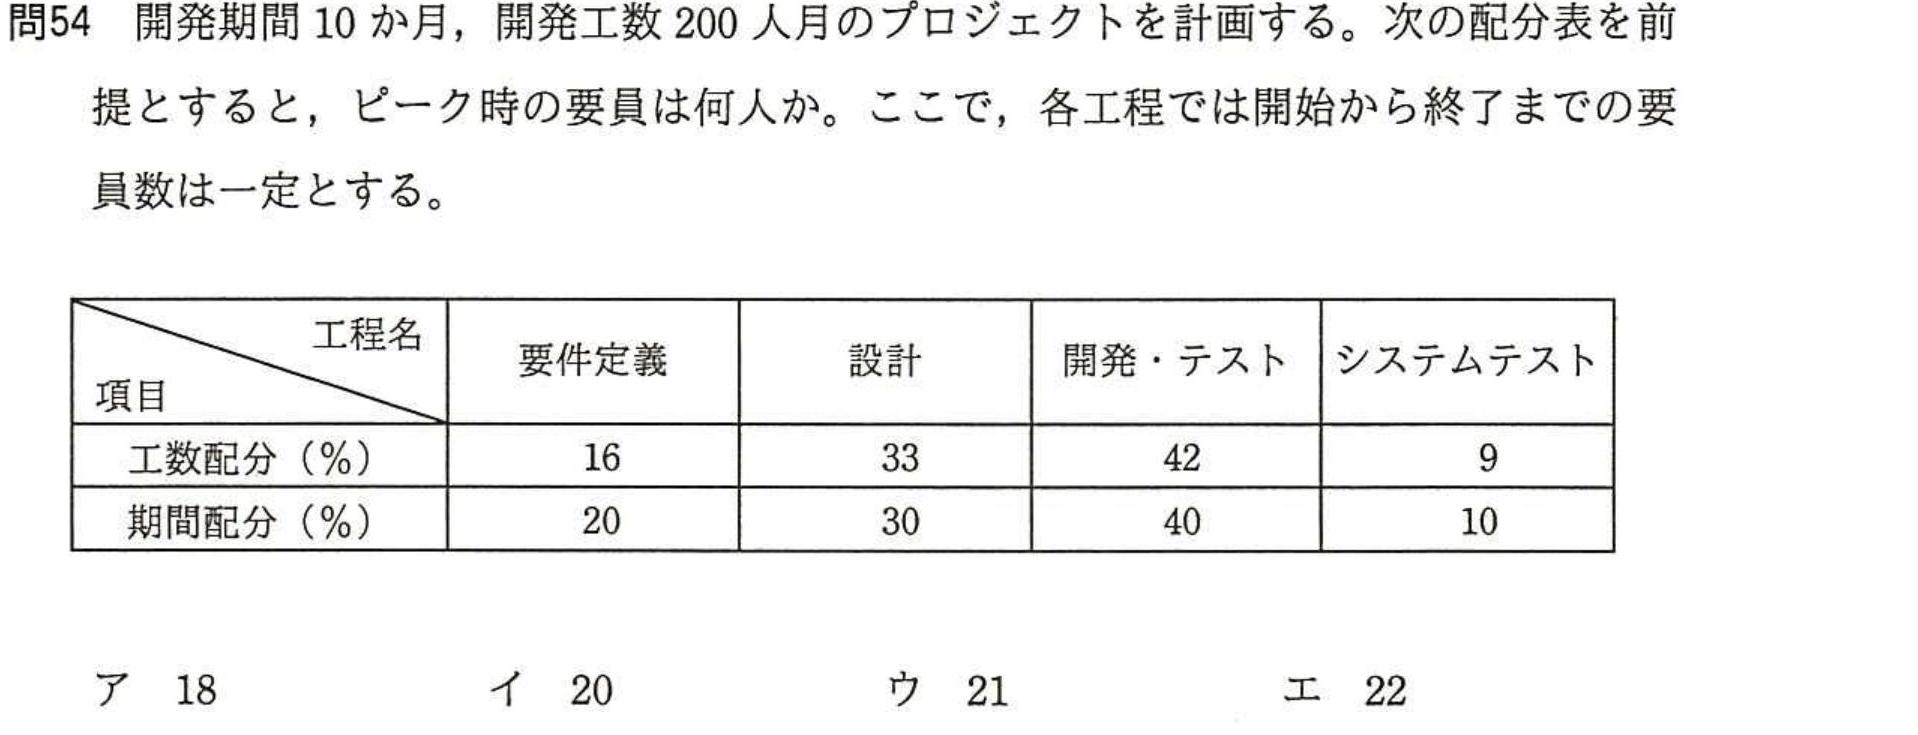 問54 開発期間 10 か月，開発工数 200 人月のプロジェクトを計画する。次の配分表を前
提とすると，ピーク時の要員は何人か。ここで，各工程では開始から終了までの要
員数は一定とする。
工程名
項目
要件定義 設計 開発・テスト システムテスト
工数配分（％） 16 33 42 9
期間配分（％） 20 30 40 10
ア 18 イ 20 ウ 21 エ 22